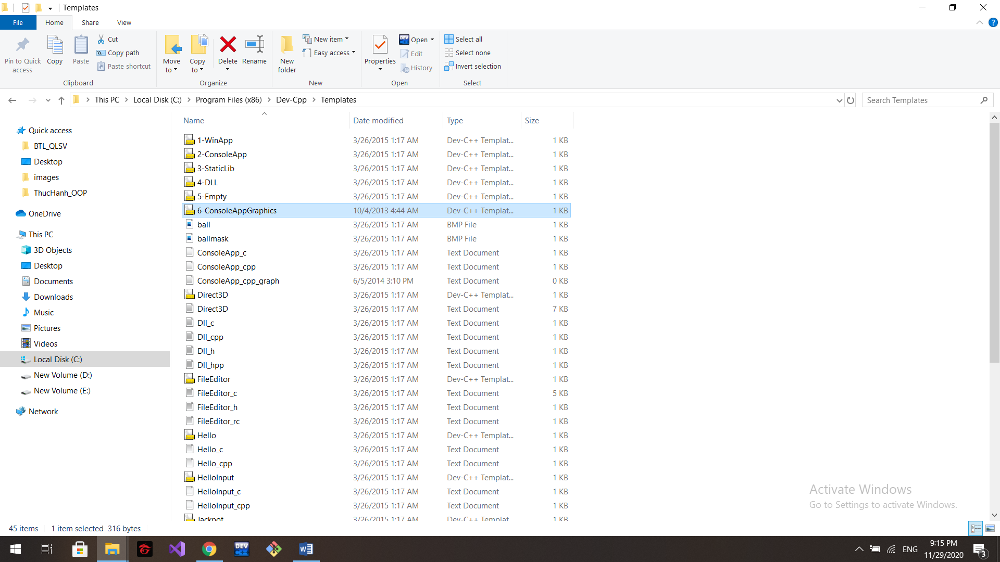 Templates
File Home Share View
Pin to Quick access
Copy
Paste
Cut
Copy path
Paste shortcut
Clipboard
Move to
Copy to
Delete
Rename
Organize
New folder
New item
Easy access
New
Properties
Open
Edit
History
Open
Select all
Select none
Invert selection
Select
This PC > Local Disk (C:) > Program Files (x86) > Dev-Cpp > Templates
Search Templates
Quick access
BTL_QLSV
Desktop
images
ThucHanh_OOP
OneDrive
This PC
3D Objects
Desktop
Documents
Downloads
Music
Pictures
Videos
Local Disk (C:)
New Volume (D:)
New Volume (E:)
Network
Name Date modified Type Size
1-WinApp 3/26/2015 1:17 AM Dev-C++ Templat... 1 KB
2-ConsoleApp 3/26/2015 1:17 AM Dev-C++ Templat... 1 KB
3-StaticLib 3/26/2015 1:17 AM Dev-C++ Templat... 1 KB
4-DLL 3/26/2015 1:17 AM Dev-C++ Templat... 1 KB
5-Empty 3/26/2015 1:17 AM Dev-C++ Templat... 1 KB
6-ConsoleAppGraphics 10/4/2013 4:44 AM Dev-C++ Templat... 1 KB
ball 3/26/2015 1:17 AM BMP File 1 KB
ballmask 3/26/2015 1:17 AM BMP File 1 KB
ConsoleApp_c 3/26/2015 1:17 AM Text Document 1 KB
ConsoleApp_cpp 3/26/2015 1:17 AM Text Document 1 KB
ConsoleApp_cpp_graph 6/5/2014 3:10 PM Text Document 0 KB
Direct3D 3/26/2015 1:17 AM Dev-C++ Templat... 1 KB
Direct3D 3/26/2015 1:17 AM Text Document 7 KB
Dll_c 3/26/2015 1:17 AM Text Document 1 KB
Dll_cpp 3/26/2015 1:17 AM Text Document 1 KB
Dll_h 3/26/2015 1:17 AM Text Document 1 KB
Dll_hpp 3/26/2015 1:17 AM Text Document 1 KB
FileEditor 3/26/2015 1:17 AM Dev-C++ Templat... 1 KB
FileEditor_c 3/26/2015 1:17 AM Text Document 5 KB
FileEditor_h 3/26/2015 1:17 AM Text Document 1 KB
FileEditor_rc 3/26/2015 1:17 AM Text Document 1 KB
Hello 3/26/2015 1:17 AM Dev-C++ Templat... 1 KB
Hello_c 3/26/2015 1:17 AM Text Document 1 KB
Hello_cpp 3/26/2015 1:17 AM Text Document 1 KB
HelloInput 3/26/2015 1:17 AM Dev-C++ Templat... 1 KB
HelloInput_c 3/26/2015 1:17 AM Text Document 1 KB
HelloInput_cpp 3/26/2015 1:17 AM Text Document 1 KB
Jackpot 3/26/2015 1:17 AM Dev-C++ Templat 1 KB
Activate Windows
Go to Settings to activate Windows.
45 items 1 item selected 316 bytes
DEV C++
ENG
9:15 PM
11/29/2020
3